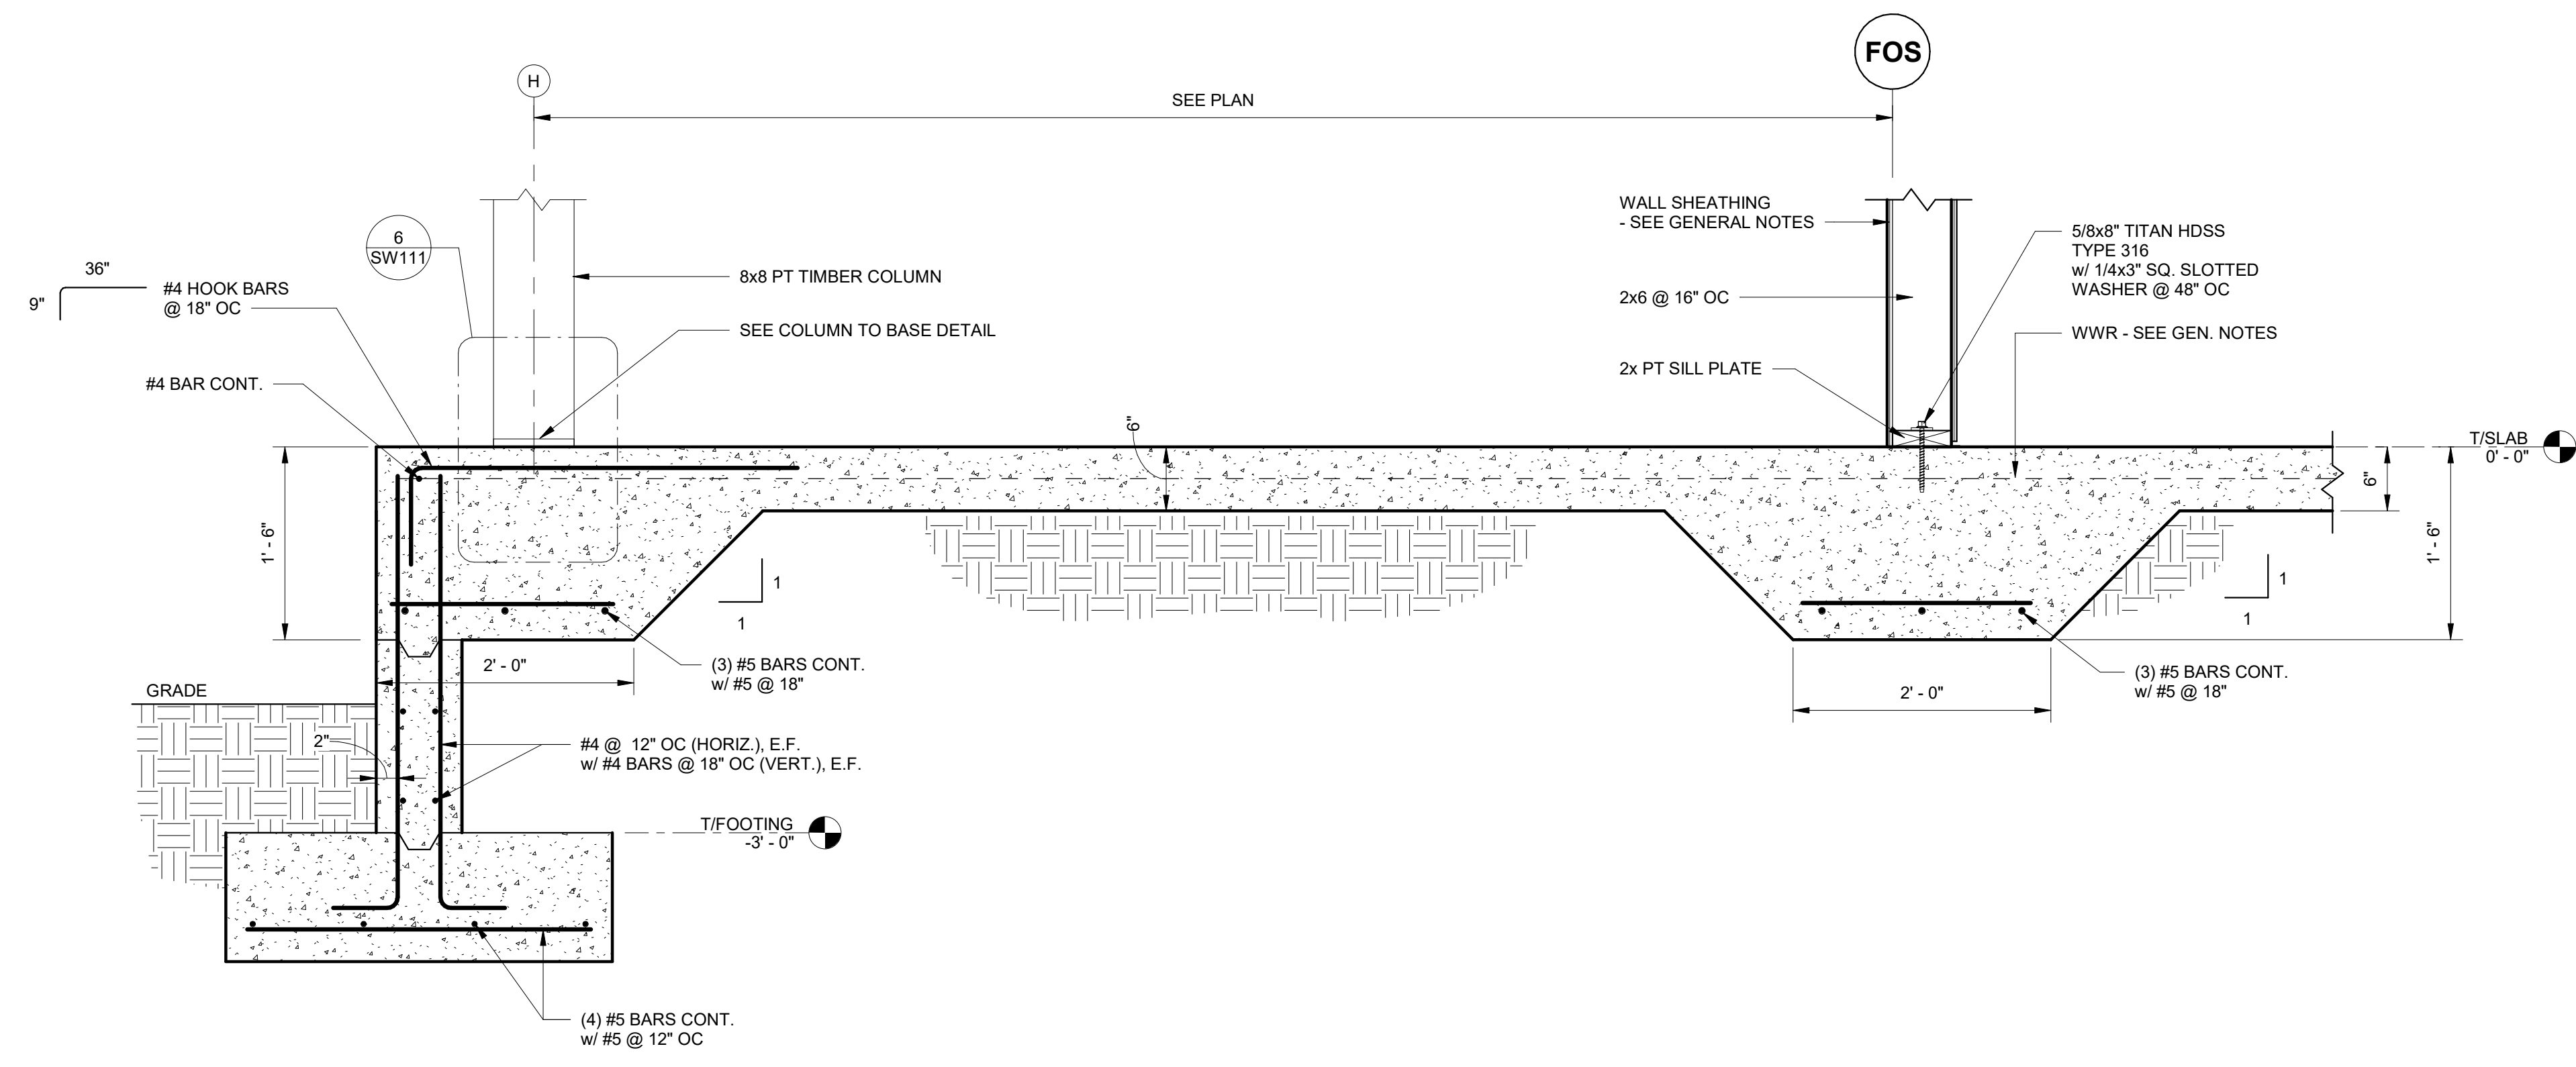 FOS
H
SEE PLAN
WALL SHEATHING
- SEE GENERAL NOTES
5/8x8" TITAN HDSS
TYPE 316
w/ 1/4x3" SQ. SLOTTED
WASHER @ 48" OC
6
SW111
36"
9"
#4 HOOK BARS
@ 18" OC
8x8 PT TIMBER COLUMN
2x6 @ 16" OC
SEE COLUMN TO BASE DETAIL
WWR - SEE GEN. NOTES
#4 BAR CONT.
2x PT SILL PLATE
6"
T/SLAB
0' - 0"
6"
1' - 6"
1' - 6"
1
1
1
1
2' - 0"
(3) #5 BARS CONT.
w/ #5 @ 18"
(3) #5 BARS CONT.
w/ #5 @ 18"
2' - 0"
GRADE
2"
#4 @ 12" OC (HORIZ.), E.F.
w/ #4 BARS @ 18" OC (VERT.), E.F.
T/FOOTING
-3' - 0"
(4) #5 BARS CONT.
w/ #5 @ 12" OC